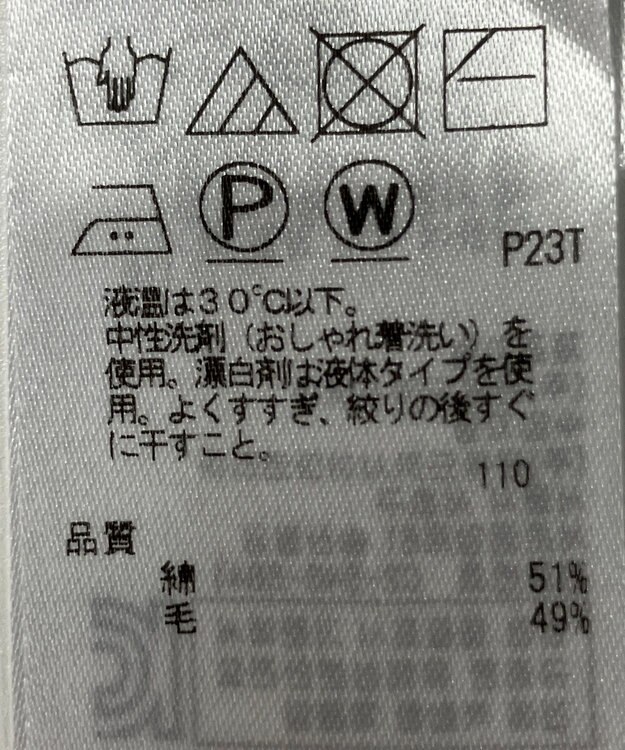 P W
P23T
液温は30℃以下。
中性洗剤（おしゃれ着洗い）を
使用。漂白剤は液体タイプを使
用。よくすすぎ、絞りの後すぐ
に干すこと。
110
品質
綿 51%
毛 49%